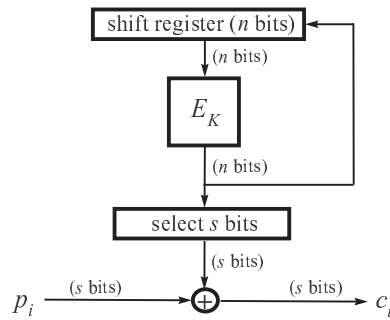 shift register (n bits)
(n bits)
E_K
(n bits)
select s bits
(s bits)
p_i (s bits) + (s bits) c_i